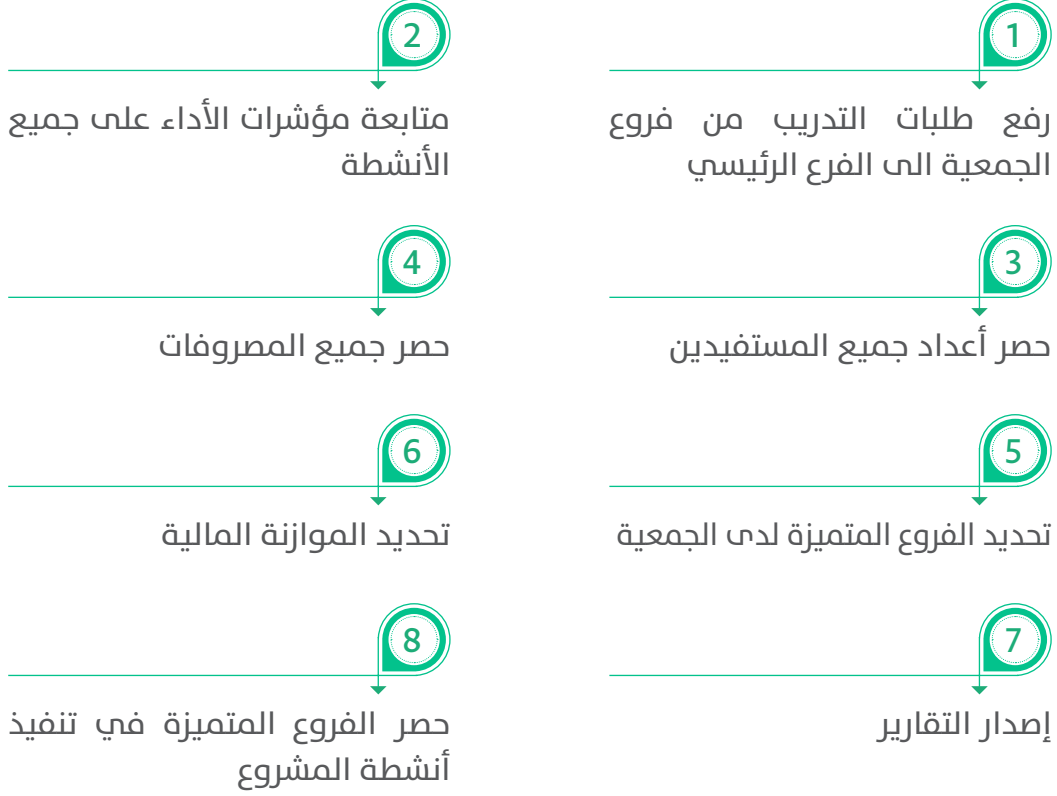 1
رفع طلبات التدريب من فروع
الجمعية الى الفرع الرئيسي
2
متابعة مؤشرات الأداء على جميع
الأنشطة
3
حصر أعداد جميع المستفيدين
4
حصر جميع المصروفات
5
تحديد الفروع المتميزة لدى الجمعية
6
تحديد الموازنة المالية
7
إصدار التقارير
8
حصر الفروع المتميزة في تنفيذ
أنشطة المشروع